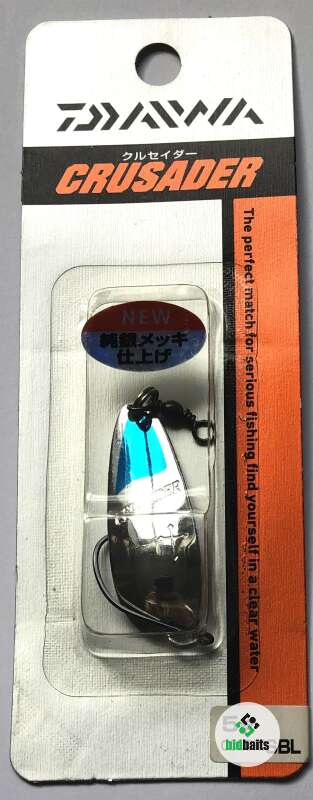 DAIWA
クルセイダー
CRUSADER
The perfect match for serious fishing find yourself in a clear water
NEW
純銀メッキ
仕上げ
bidbaits
BL